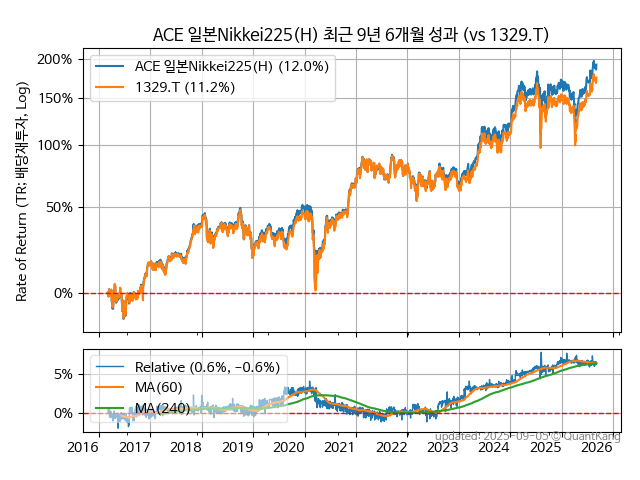 ACE 일본Nikkei225(H) 최근 9년 6개월 성과 (vs 1329.T)
200%
150%
100%
50%
0%
Rate of Return (TR: 배당재투자, Log)
ACE 일본Nikkei225(H) (12.0%)
1329.T (11.2%)
5%
0%
Relative (0.6%, −0.6%)
MA(60)
MA(240)
2016 2017 2018 2019 2020 2021 2022 2023 2024 2025 2026
updated: 2025-09-05 © QuantKang